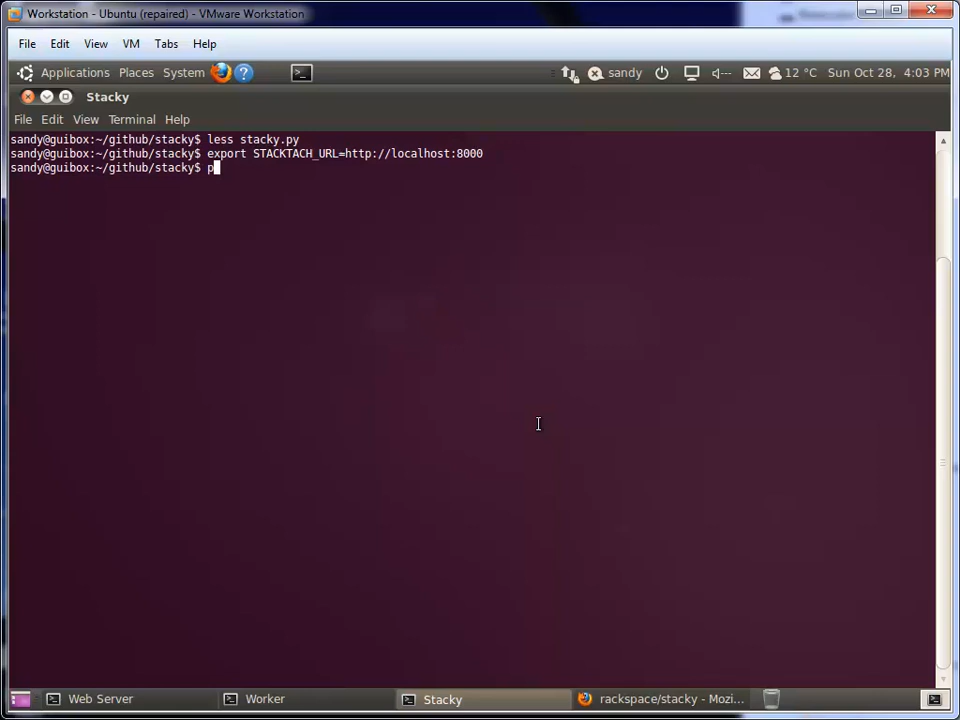 Workstation - Ubuntu (repaired) - VMware Workstation
File Edit View VM Tabs Help
Applications Places System sandy 12 °C Sun Oct 28, 4:03 PM
Stacky
File Edit View Terminal Help
sandy@guibox:~/github/stacky$ less stacky.py
sandy@guibox:~/github/stacky$ export STACKTACH_URL=http://localhost:8000
sandy@guibox:~/github/stacky$ p
Web Server Worker Stacky rackspace/stacky - Mozi...